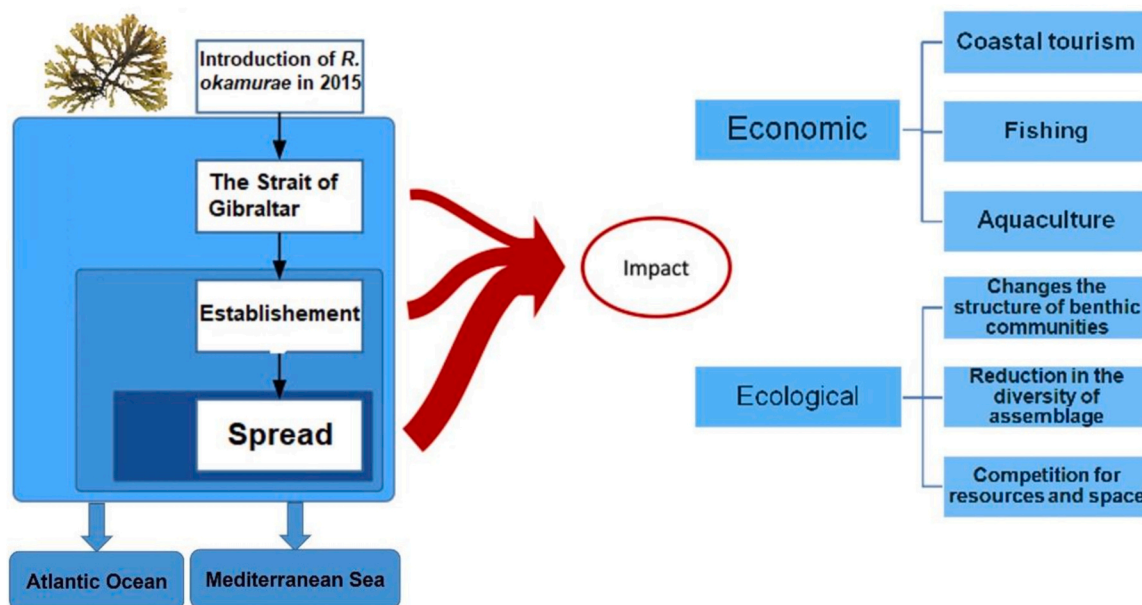 Introduction of R.
okamurae in 2015
The Strait of
Gibraltar
Establishement
Spread
Atlantic Ocean
Mediterranean Sea
Impact
Economic
Coastal tourism
Fishing
Aquaculture
Ecological
Changes the
structure of benthic
communities
Reduction in the
diversity of
assemblage
Competition for
resources and space